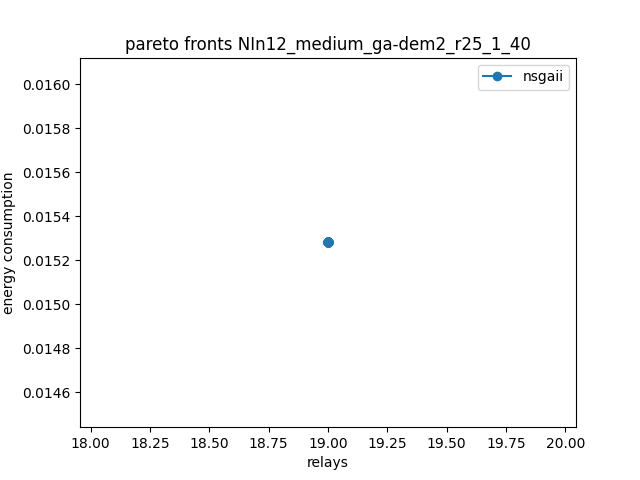 pareto fronts NIn12_medium_ga-dem2_r25_1_40
nsgaii
0.0160
0.0158
0.0156
0.0154
0.0152
0.0150
0.0148
0.0146
energy consumption
18.00 18.25 18.50 18.75 19.00 19.25 19.50 19.75 20.00
relays